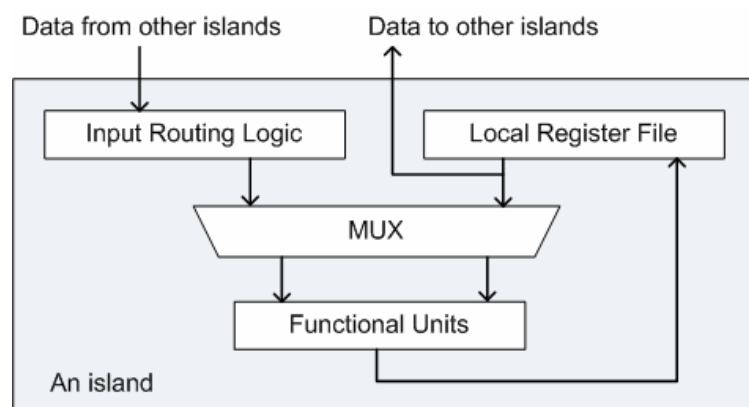 Data from other islands
Data to other islands
Input Routing Logic
Local Register File
MUX
Functional Units
An island